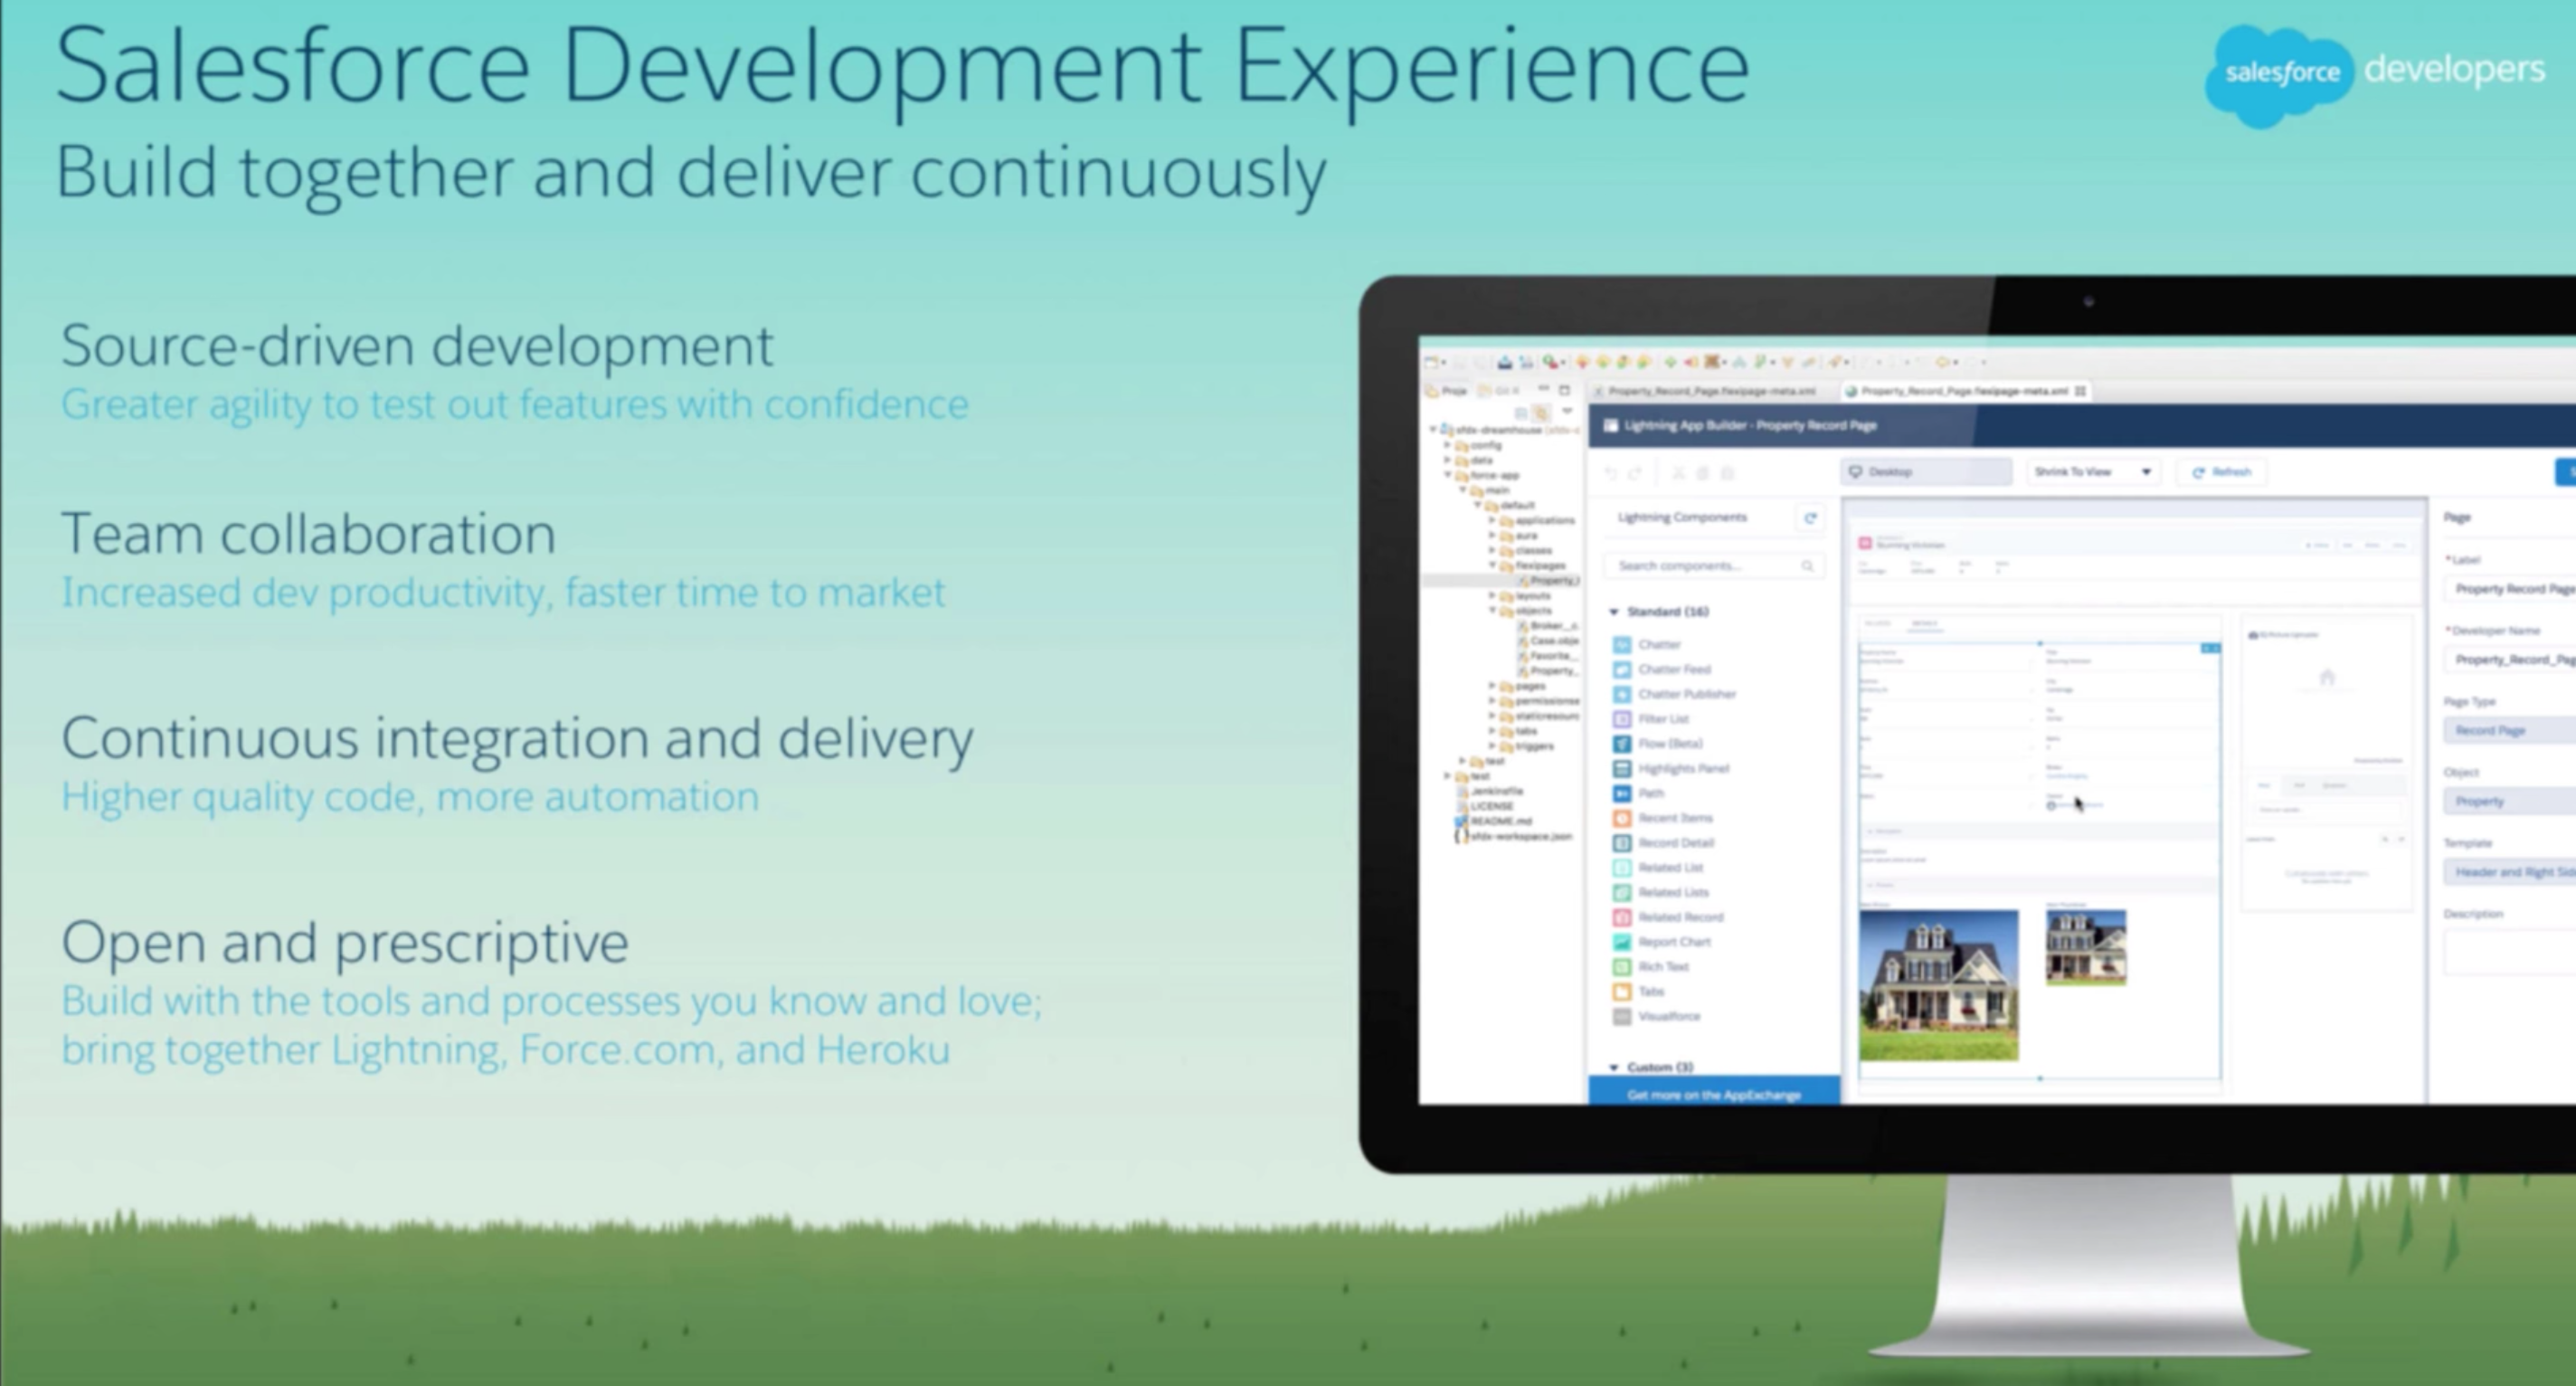 Salesforce Development Experience
salesforce developers
Build together and deliver continuously
Source-driven development
Greater agility to test out features with confidence
Team collaboration
Increased dev productivity, faster time to market
Continuous integration and delivery
Higher quality code, more automation
Open and prescriptive
Build with the tools and processes you know and love;
bring together Lightning, Force.com, and Heroku
Proje
Git R
Property_Record_Page.flexipage-meta.xml
Property_Record_Page.flexipage-meta.xml
sfdx-dreamhouse
config
data
force-app
main
default
applications
aura
classes
flexipages
Property_
layouts
objects
Broker__c.
Case.obje
Favorite__
Property_
pages
permissionse
staticresourc
tabs
triggers
test
test
Jenkinsfile
LICENSE
README.md
sfdx-workspace.json
Lightning App Builder - Property Record Page
Desktop
Shrink To View
Refresh
Lightning Components
Search components...
Standard (16)
Chatter
Chatter Feed
Chatter Publisher
Filter List
Flow (Beta)
Highlights Panel
Path
Recent Items
Record Detail
Related List
Related Lists
Related Record
Report Chart
Rich Text
Tabs
Visualforce
Custom (3)
Get more on the AppExchange
Page
*Label
Property Record Page
*Developer Name
Property_Record_Pag
Page Type
Record Page
Object
Property
Template
Header and Right Sid
Description